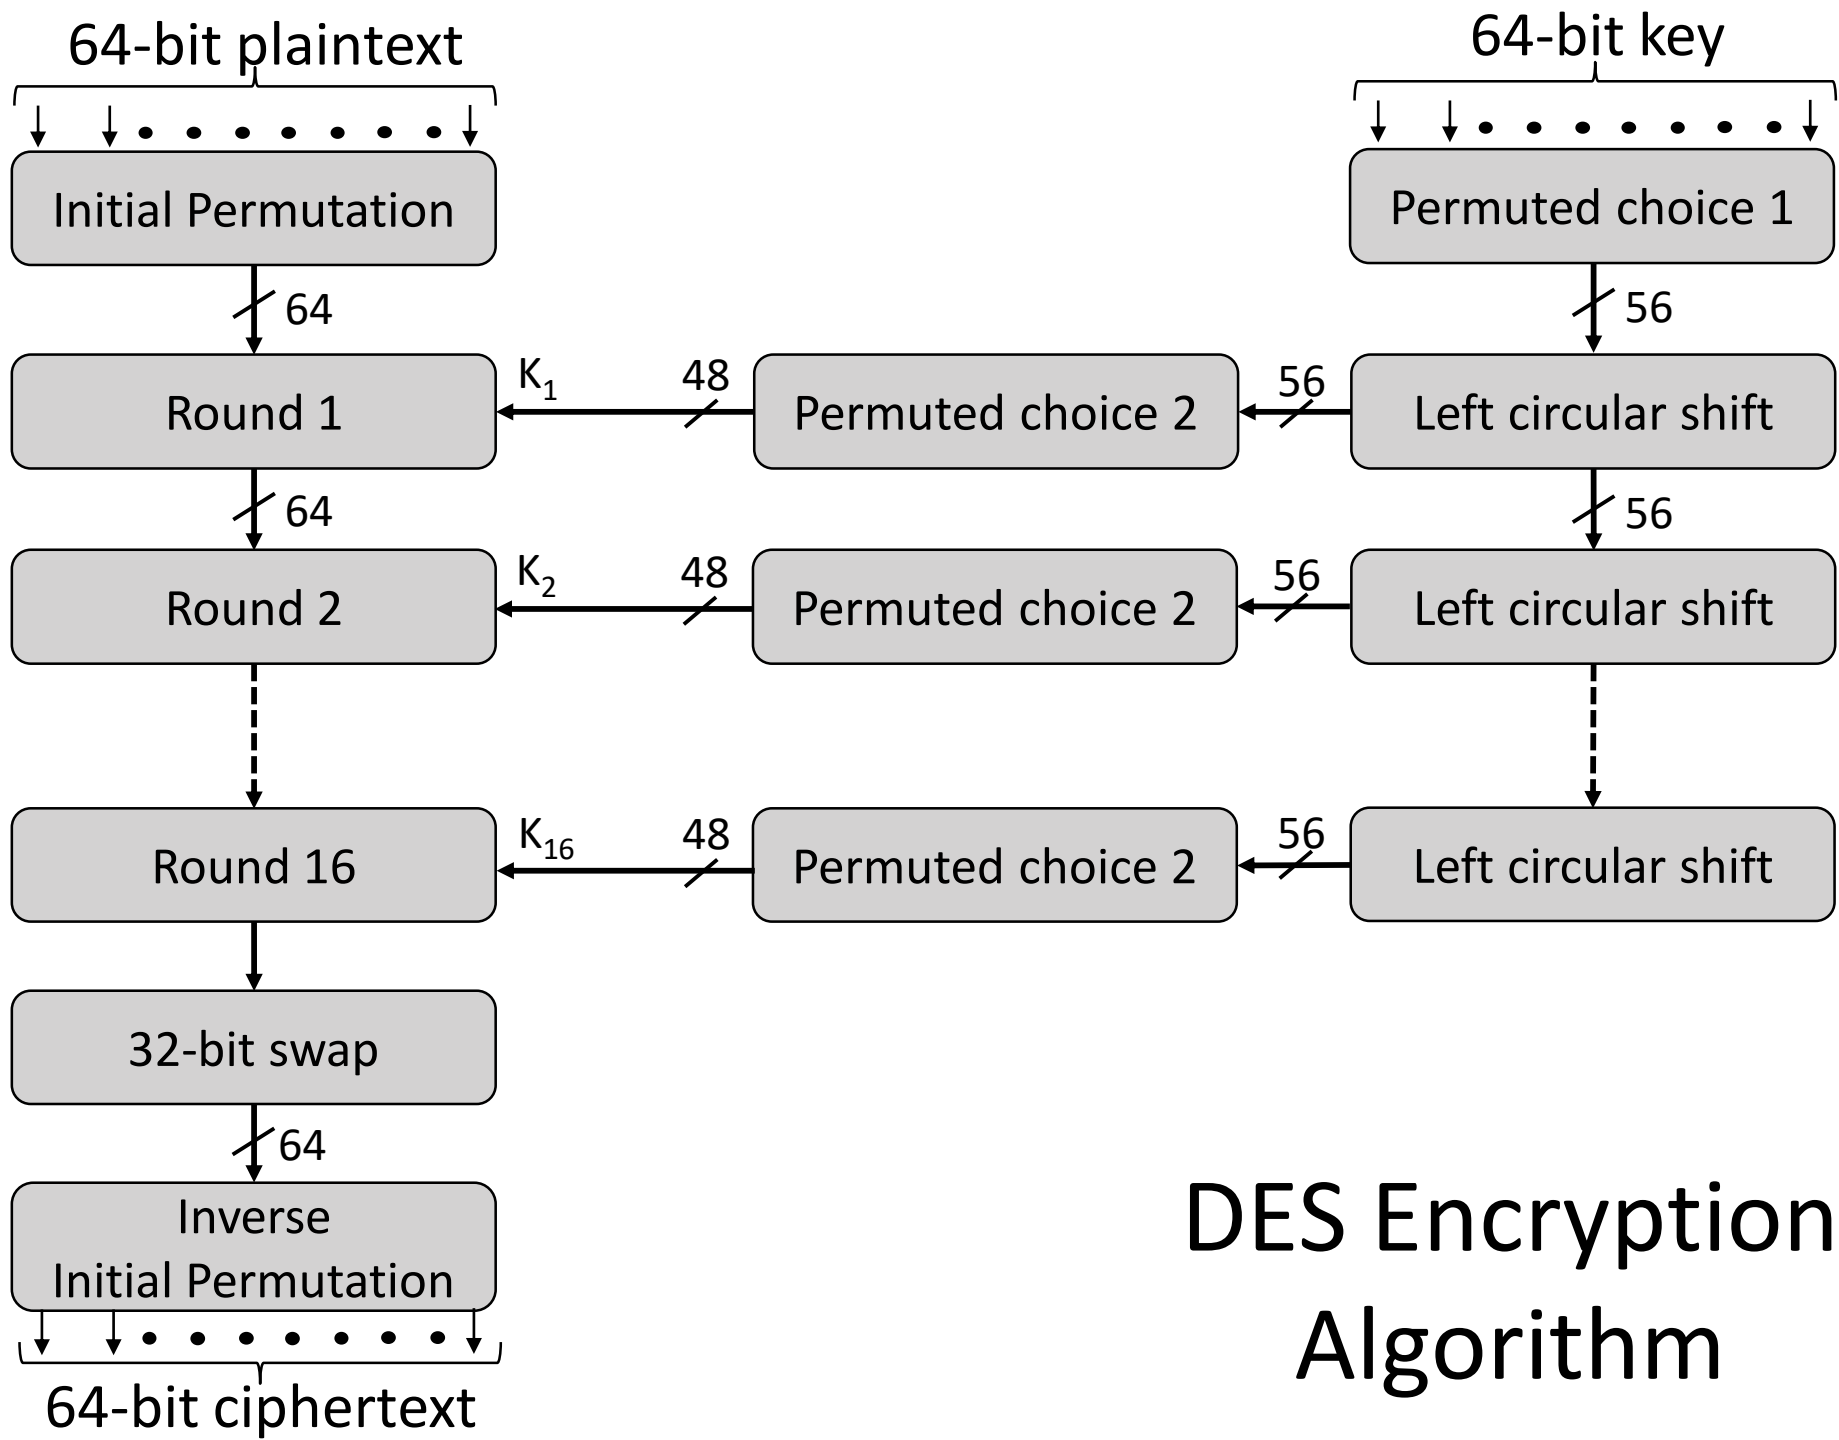 64-bit plaintext
64-bit key
Initial Permutation
Permuted choice 1
64
56
Round 1
K1
48
Permuted choice 2
56
Left circular shift
64
56
Round 2
K2
48
Permuted choice 2
56
Left circular shift
Round 16
K16
48
Permuted choice 2
56
Left circular shift
32-bit swap
64
Inverse
Initial Permutation
64-bit ciphertext
DES Encryption
Algorithm